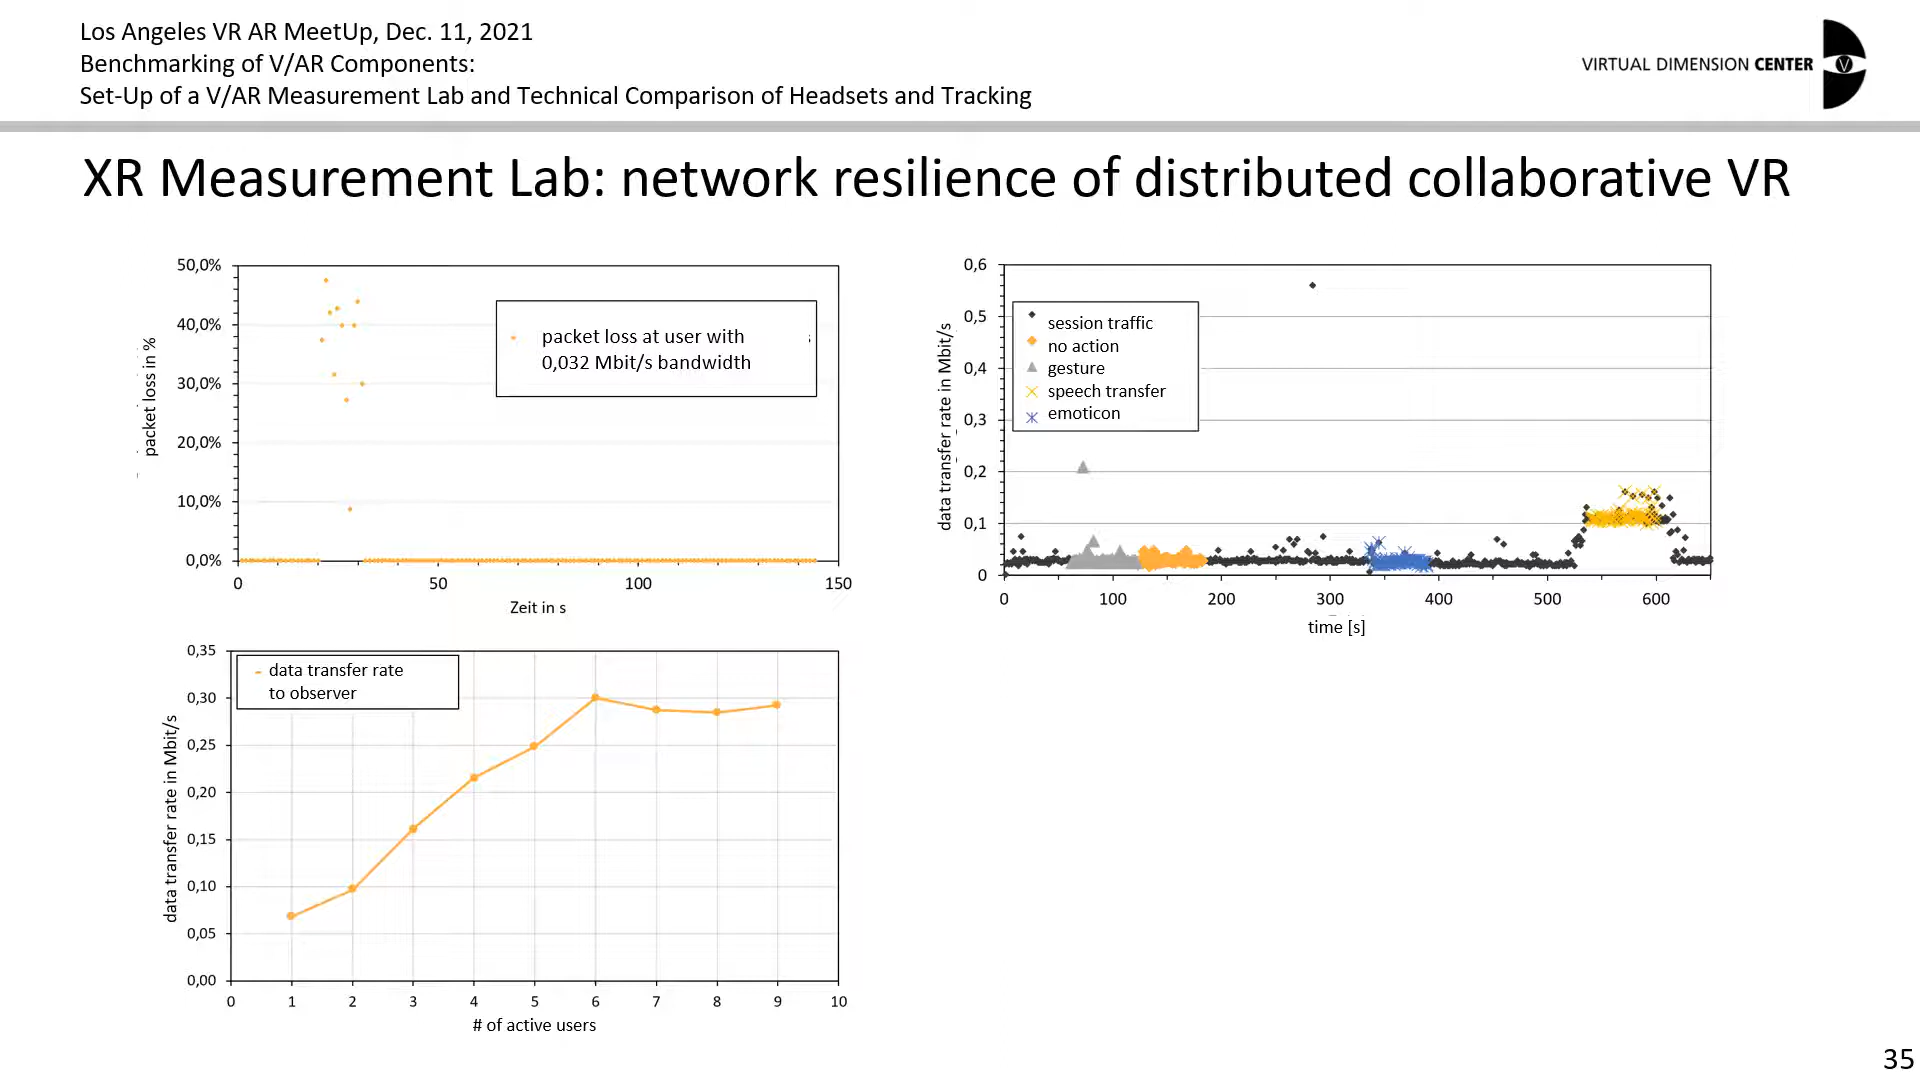 Los Angeles VR AR MeetUp, Dec. 11, 2021
Benchmarking of V/AR Components:
Set-Up of a V/AR Measurement Lab and Technical Comparison of Headsets and Tracking
VIRTUAL DIMENSION CENTER
V
XR Measurement Lab: network resilience of distributed collaborative VR
50,0%
40,0%
30,0%
20,0%
10,0%
0,0%
packet loss in %
packet loss at user with
0,032 Mbit/s bandwidth
0 50 100 150
Zeit in s
0,6
0,5
0,4
0,3
0,2
0,1
0
data transfer rate in Mbit/s
session traffic
no action
gesture
speech transfer
emoticon
0 100 200 300 400 500 600
time [s]
0,35
0,30
0,25
0,20
0,15
0,10
0,05
0,00
data transfer rate in Mbit/s
data transfer rate
to observer
0 1 2 3 4 5 6 7 8 9 10
# of active users
35